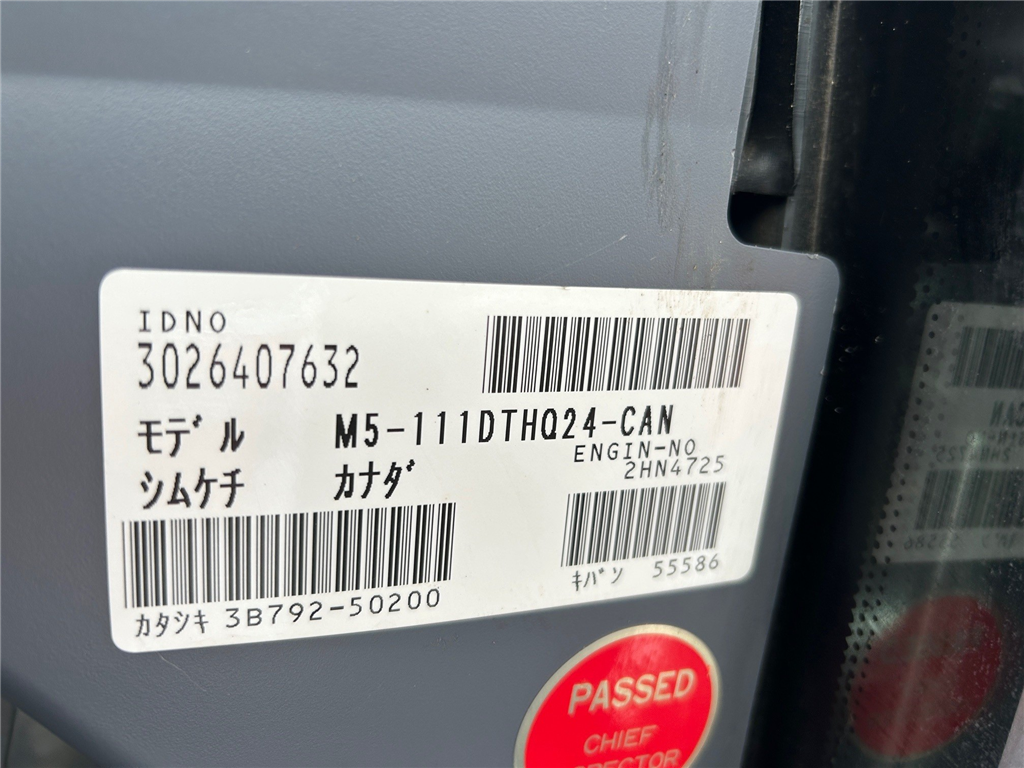 IDNO
3026407632
ﾓﾃﾞﾙ M5-111DTHQ24-CAN
ENGIN-NO
ｼﾑｹﾁ ｶﾅﾀﾞ 2HN4725
ｶﾀｼｷ 3B792-50200
ｷﾊﾞｿ 55586
PASSED
CHIEF